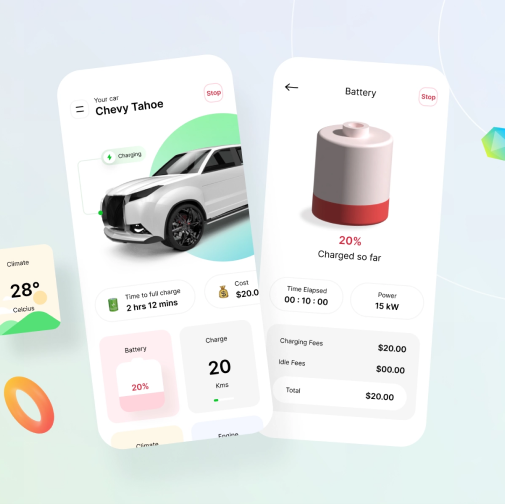 Your car
Chevy Tahoe
Stop
Charging
Time to full charge
2 hrs 12 mins
Cost
$20.0
Battery
20%
Charge
20
Kms
Climate
Engine
Climate
28°
Celcius
Battery
Stop
20%
Charged so far
Time Elapsed
00 : 10 : 00
Power
15 kW
Charging Fees
$20.00
Idle Fees
$00.00
Total
$20.00